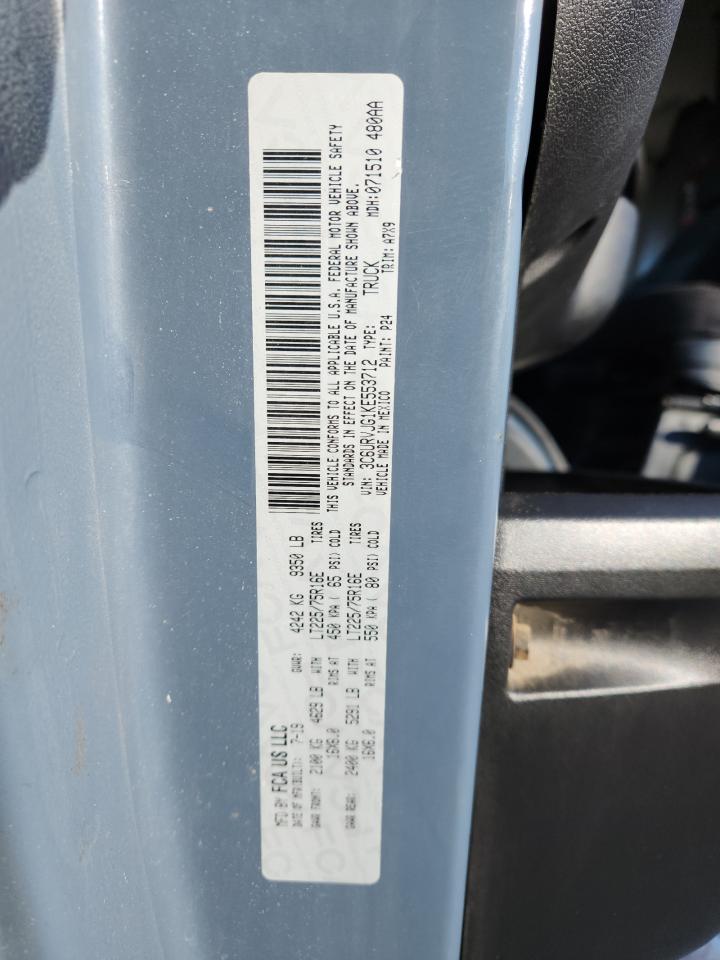 MFD BY FCA US LLC
DATE OF MFR(BUILT): 7-19 GVWR: 4242 KG 9350 LB
GAWR FRONT: 2100 KG 4629 LB WITH LT225/75R16E TIRES
16X6.0 RIMS AT 450 KPA ( 65 PSI) COLD
GAWR REAR: 2400 KG 5291 LB WITH LT225/75R16E TIRES
16X6.0 RIMS AT 550 KPA ( 80 PSI) COLD
THIS VEHICLE CONFORMS TO ALL APPLICABLE U.S.A. FEDERAL MOTOR VEHICLE SAFETY
STANDARDS IN EFFECT ON THE DATE OF MANUFACTURE SHOWN ABOVE.
VIN: 3C6URVJG1KE553712 TYPE: TRUCK MDH:071510 480AA
VEHICLE MADE IN MEXICO PAINT: P24 TRIM: A7X9